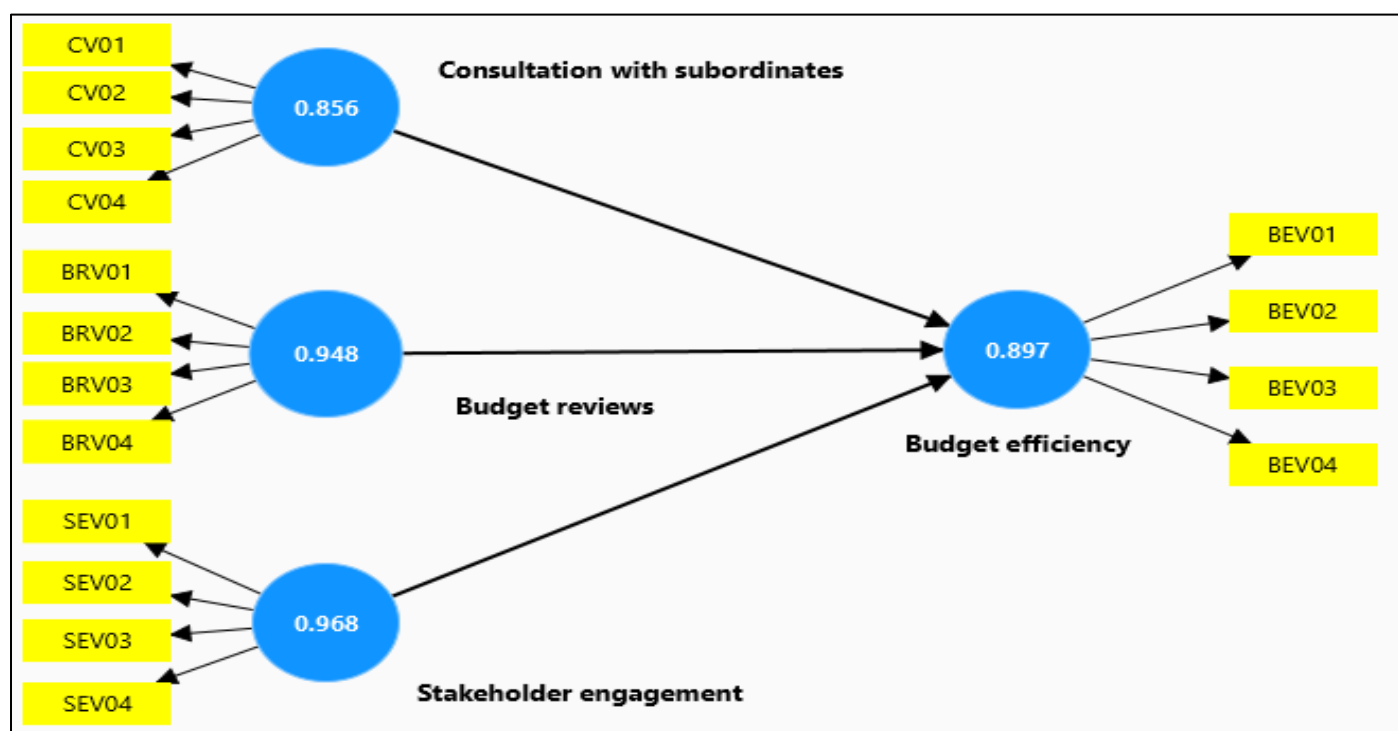 CV01
CV02
CV03
CV04
0.856
Consultation with subordinates
BRV01
BRV02
BRV03
BRV04
0.948
Budget reviews
SEV01
SEV02
SEV03
SEV04
0.968
Stakeholder engagement
0.897
Budget efficiency
BEV01
BEV02
BEV03
BEV04